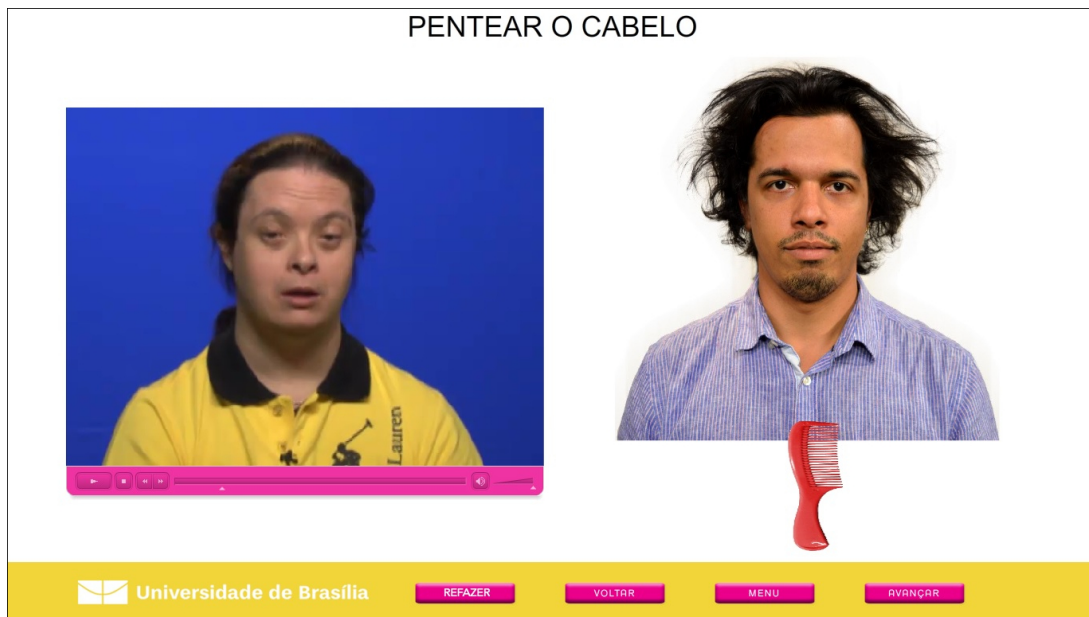 PENTEAR O CABELO
Lauren
Universidade de Brasília
REFAZER
VOLTAR
MENU
AVANÇAR